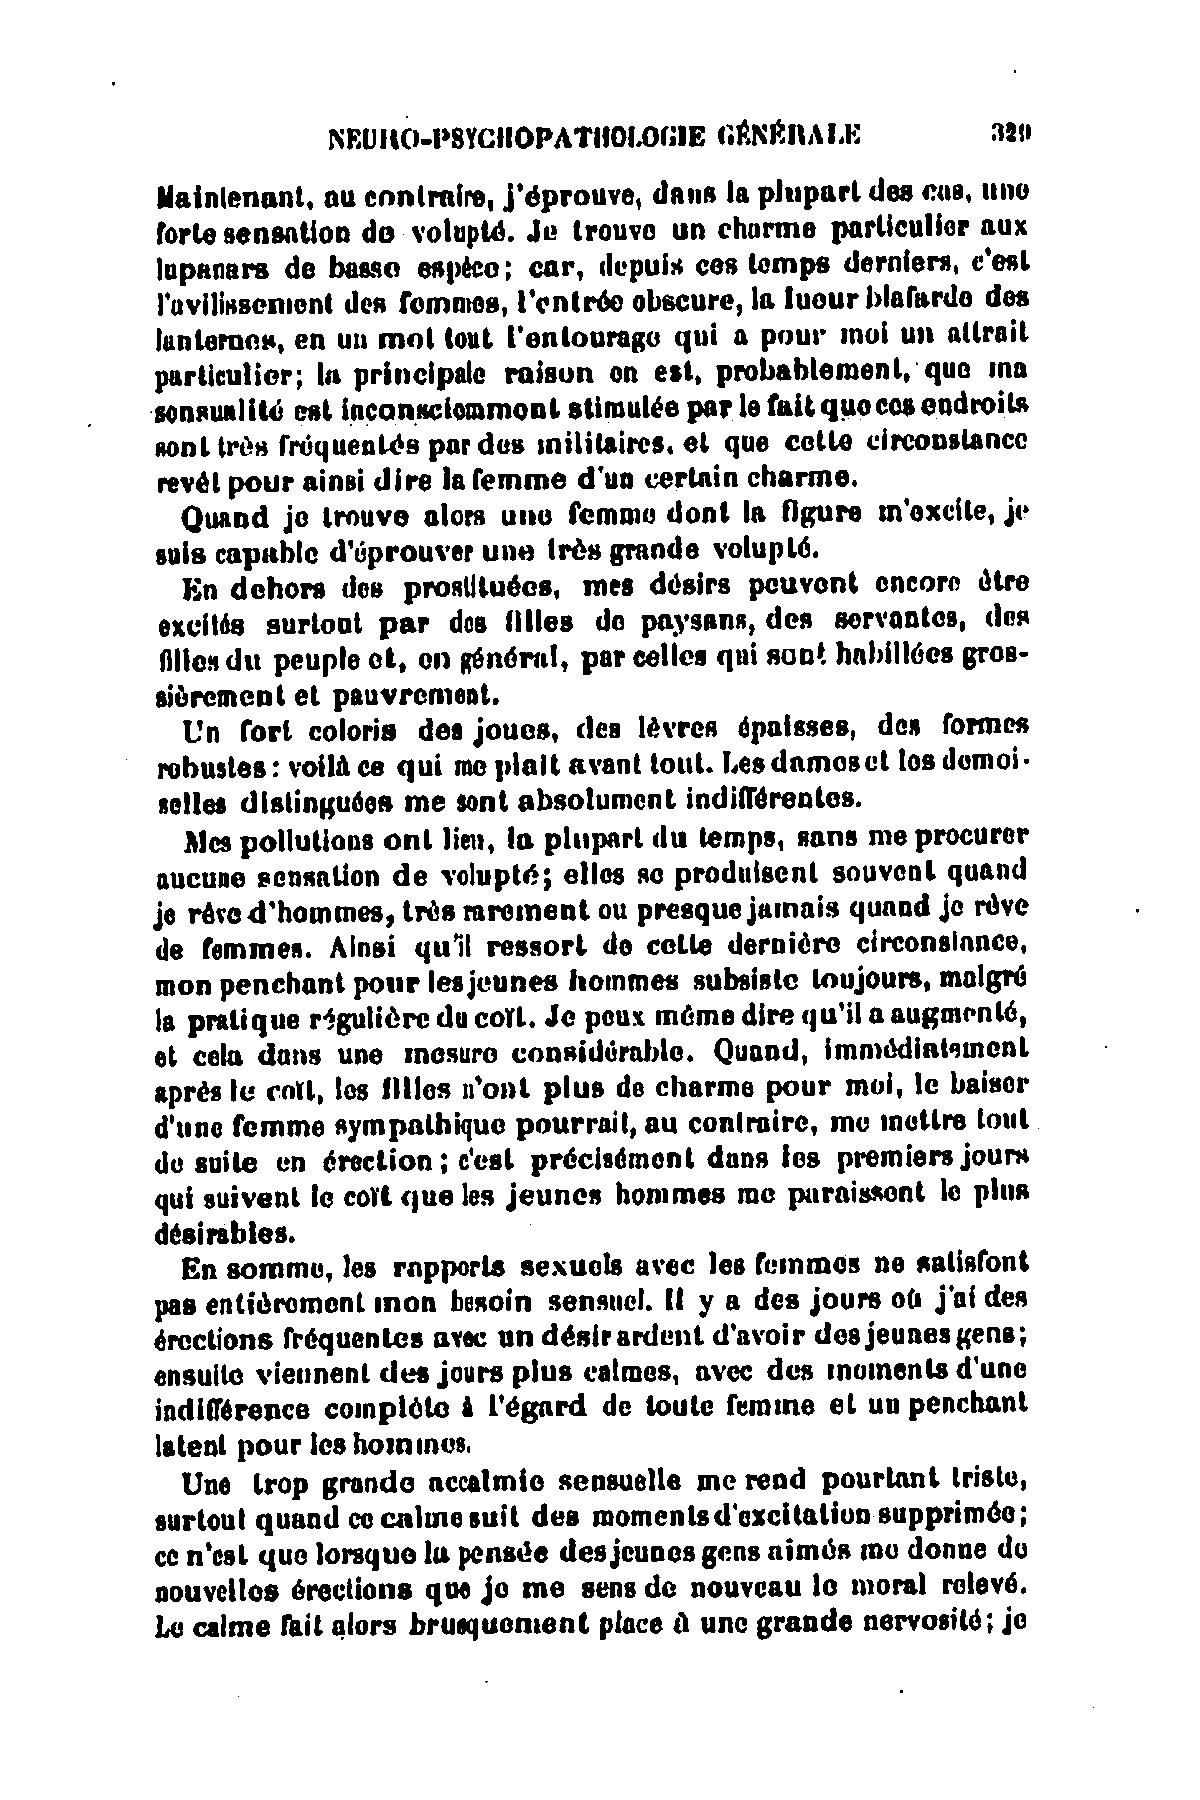 NEURO-PSYCHOPATHOLOGIE GÉNÉRALE 329
Maintenant, au contraire, j'éprouve, dans la plupart des cas, une
forte sensation de volupté. Je trouve un charme particulier aux
lupanars de basse espèce; car, depuis ces temps derniers, c'est
l'avilissement des femmes, l'entrée obscure, la lueur blafarde des
lanternes, en un mot tout l'entourage qui a pour moi un attrait
particulier; la principale raison en est, probablement, que ma
sensualité est inconsciemment stimulée par le fait que ces endroits
sont très fréquentés par des militaires, et que cette circonstance
revêt pour ainsi dire la femme d'un certain charme.
Quand je trouve alors une femme dont la figure m'excite, je
suis capable d'éprouver une très grande volupté.
En dehors des prostituées, mes désirs peuvent encore être
excités surtout par des filles de paysans, des servantes, des
filles du peuple et, en général, par celles qui sont habillées gros-
sièrement et pauvrement.
Un fort coloris des joues, des lèvres épaisses, des formes
robustes : voilà ce qui me plait avant tout. Les dames et les demoi-
selles distinguées me sont absolument indifférentes.
Mes pollutions ont lieu, la plupart du temps, sans me procurer
aucune sensation de volupté; elles se produisent souvent quand
je rêve d'hommes, très rarement ou presque jamais quand je rêve
de femmes. Ainsi qu'il ressort de cette dernière circonstance,
mon penchant pour les jeunes hommes subsiste toujours, malgré
la pratique régulière du coït. Je peux même dire qu'il a augmenté,
et cela dans une mesure considérable. Quand, immédiatement
après le coït, les filles n'ont plus de charme pour moi, le baiser
d'une femme sympathique pourrait, au contraire, me mettre tout
de suite en érection; c'est précisément dans les premiers jours
qui suivent le coït que les jeunes hommes me paraissent le plus
désirables.
En somme, les rapports sexuels avec les femmes ne satisfont
pas entièrement mon besoin sensuel. Il y a des jours où j'ai des
érections fréquentes avec un désir ardent d'avoir des jeunes gens;
ensuite viennent des jours plus calmes, avec des moments d'une
indifférence complète à l'égard de toute femme et un penchant
latent pour les hommes.
Une trop grande accalmie sensuelle me rend pourtant triste,
surtout quand ce calme suit des moments d'excitation supprimée;
ce n'est que lorsque la pensée des jeunes gens aimés me donne de
nouvelles érections que je me sens de nouveau le moral relevé.
Le calme fait alors brusquement place à une grande nervosité; je